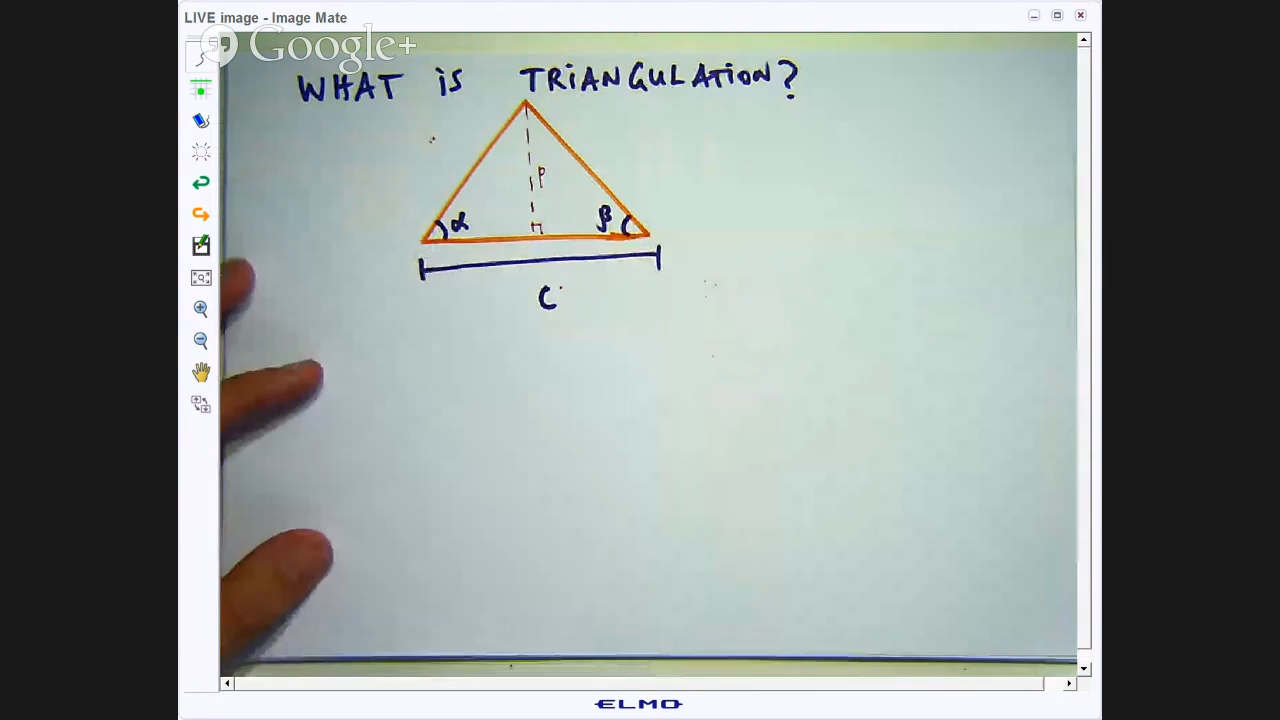 LIVE image - Image Mate
Google+
WHAT iS TRiANGULATiON?
P
α
β
C
ELMO